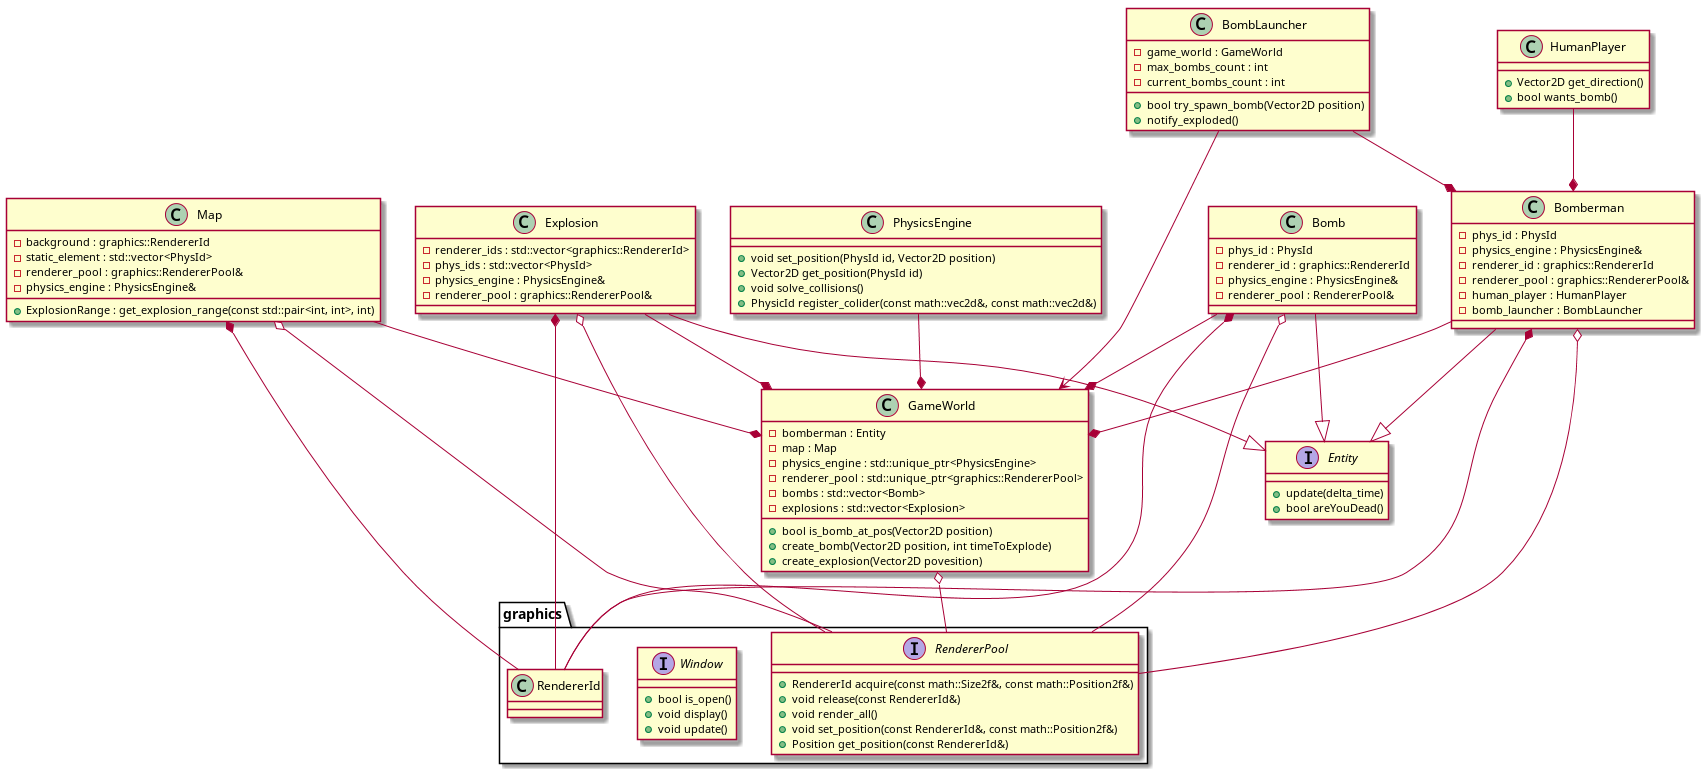 C BombLauncher
game_world : GameWorld
max_bombs_count : int
current_bombs_count : int
bool try_spawn_bomb(Vector2D position)
notify_exploded()
C HumanPlayer
Vector2D get_direction()
bool wants_bomb()
C Map
background : graphics::RendererId
static_element : std::vector<PhysId>
renderer_pool : graphics::RendererPool&
physics_engine : PhysicsEngine&
ExplosionRange : get_explosion_range(const std::pair<int, int>, int)
C Explosion
renderer_ids : std::vector<graphics::RendererId>
phys_ids : std::vector<PhysId>
physics_engine : PhysicsEngine&
renderer_pool : graphics::RendererPool&
C PhysicsEngine
void set_position(PhysId id, Vector2D position)
Vector2D get_position(PhysId id)
void solve_collisions()
PhysicId register_colider(const math::vec2d&, const math::vec2d&)
C Bomb
phys_id : PhysId
renderer_id : graphics::RendererId
physics_engine : PhysicsEngine&
renderer_pool : RendererPool&
C Bomberman
phys_id : PhysId
physics_engine : PhysicsEngine&
renderer_id : graphics::RendererId
renderer_pool : graphics::RendererPool&
human_player : HumanPlayer
bomb_launcher : BombLauncher
C GameWorld
bomberman : Entity
map : Map
physics_engine : std::unique_ptr<PhysicsEngine>
renderer_pool : std::unique_ptr<graphics::RendererPool>
bombs : std::vector<Bomb>
explosions : std::vector<Explosion>
bool is_bomb_at_pos(Vector2D position)
create_bomb(Vector2D position, int timeToExplode)
create_explosion(Vector2D povesition)
I Entity
update(delta_time)
bool areYouDead()
graphics
C RendererId
I Window
bool is_open()
void display()
void update()
I RendererPool
RendererId acquire(const math::Size2f&, const math::Position2f&)
void release(const RendererId&)
void render_all()
void set_position(const RendererId&, const math::Position2f&)
Position get_position(const RendererId&)